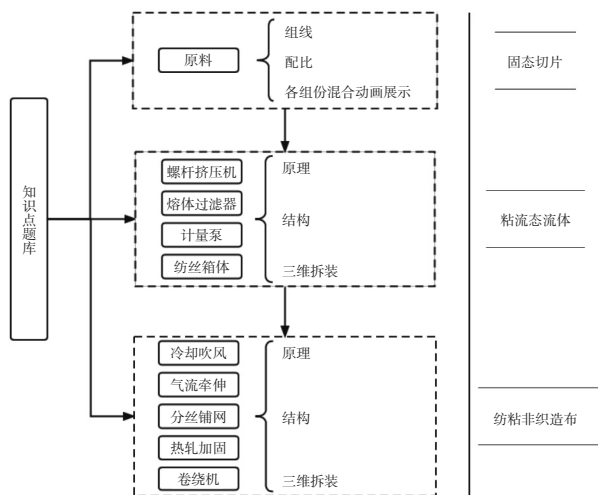 知识点题库
原料
组线
配比
各组份混合动画展示
固态切片
螺杆挤压机
熔体过滤器
计量泵
纺丝箱体
原理
结构
三维拆装
粘流态流体
冷却吹风
气流牵伸
分丝铺网
热轧加固
卷绕机
原理
结构
三维拆装
纺粘非织造布